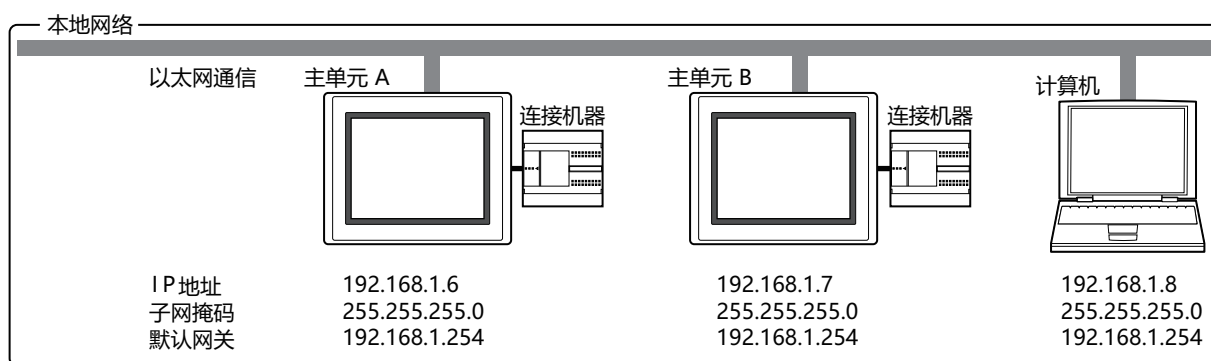 本地网络
以太网通信 主单元 A 主单元 B 计算机
连接机器 连接机器
IP地址 192.168.1.6 192.168.1.7 192.168.1.8
子网掩码 255.255.255.0 255.255.255.0 255.255.255.0
默认网关 192.168.1.254 192.168.1.254 192.168.1.254